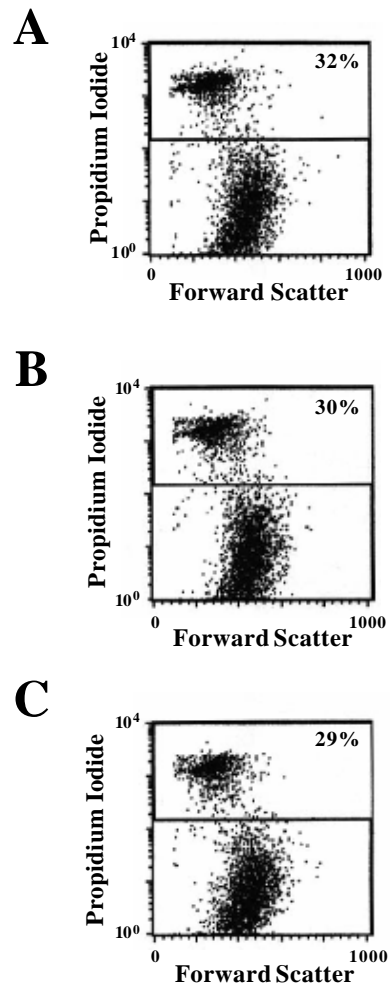 A
10⁴
32%
Propidium Iodide
10⁰
0 1000
Forward Scatter
B
10⁴
30%
Propidium Iodide
10⁰
0 1000
Forward Scatter
C
10⁴
29%
Propidium Iodide
10⁰
0 1000
Forward Scatter